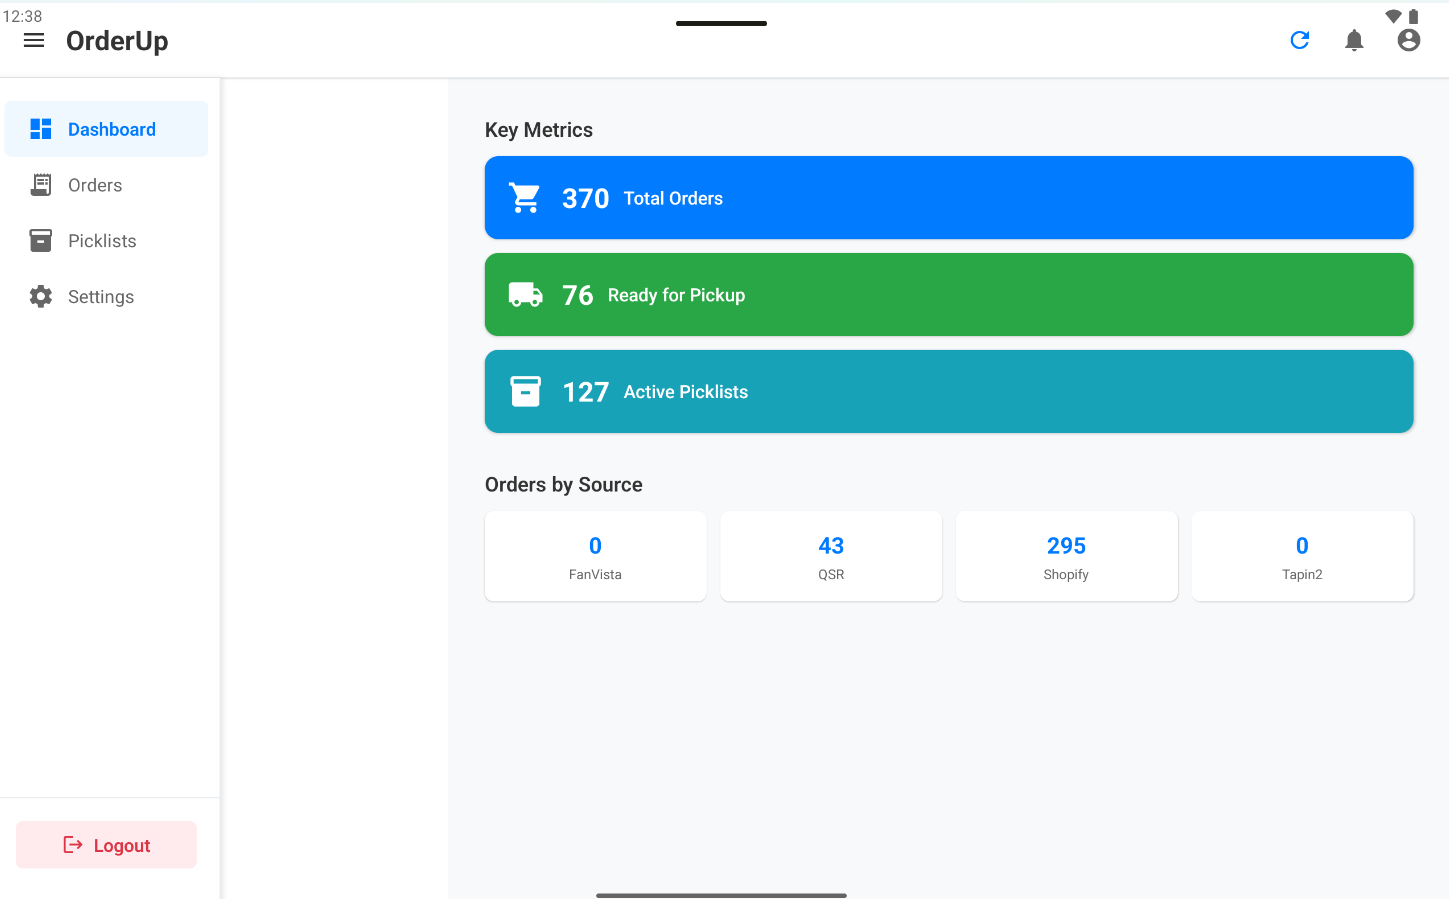 12:38
OrderUp
Dashboard
Orders
Picklists
Settings
Logout
Key Metrics
370 Total Orders
76 Ready for Pickup
127 Active Picklists
Orders by Source
0
FanVista
43
QSR
295
Shopify
0
Tapin2